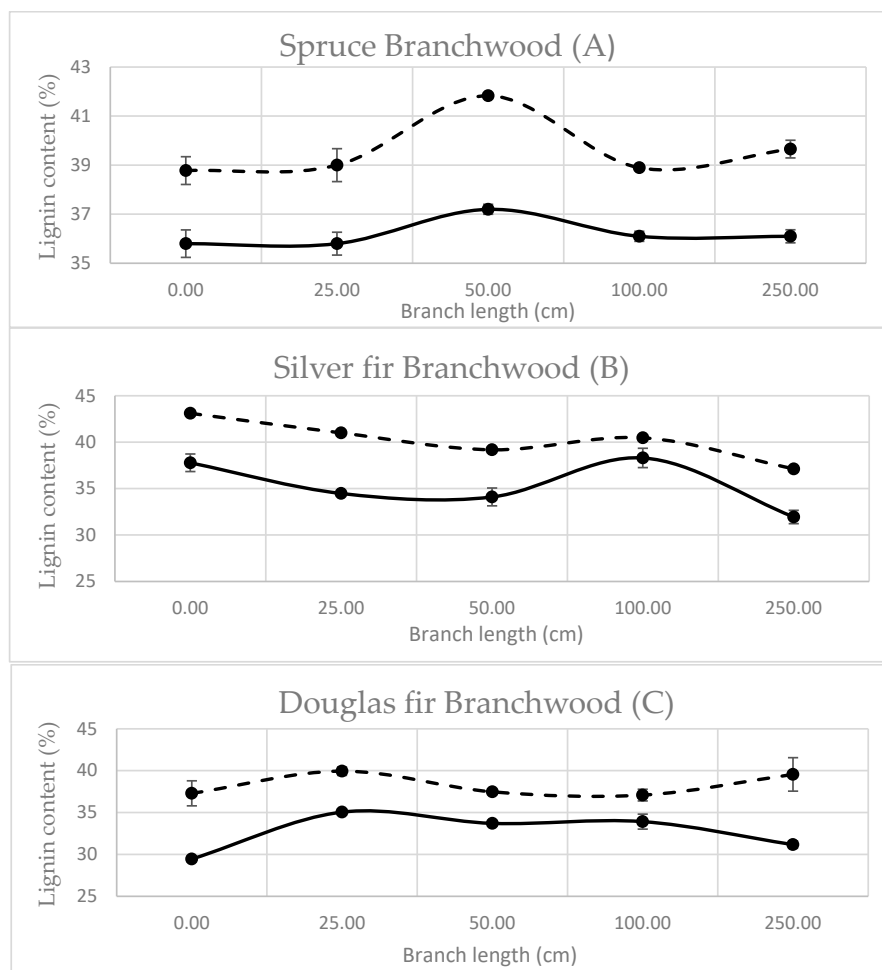 Spruce Branchwood (A)
Lignin content (%)
43
41
39
37
35
0.00 25.00 50.00 100.00 250.00
Branch length (cm)
Silver fir Branchwood (B)
Lignin content (%)
45
40
35
30
25
0.00 25.00 50.00 100.00 250.00
Branch length (cm)
Douglas fir Branchwood (C)
Lignin content (%)
45
40
35
30
25
0.00 25.00 50.00 100.00 250.00
Branch length (cm)